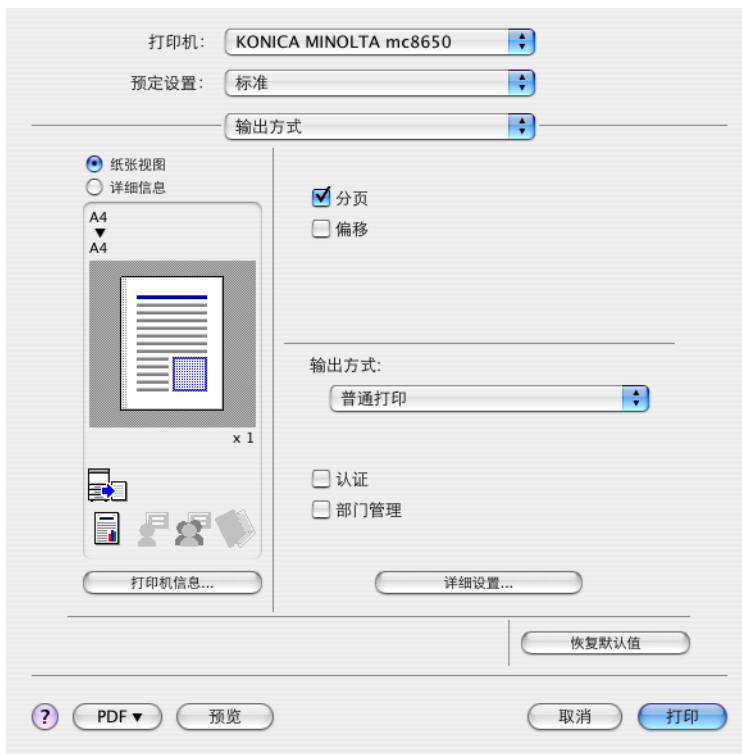 打印机: KONICA MINOLTA mc8650
预定设置: 标准
输出方式
纸张视图
详细信息
A4
A4
x 1
打印机信息...
分页
偏移
输出方式:
普通打印
认证
部门管理
详细设置...
恢复默认值
? PDF▼ 预览 取消 打印